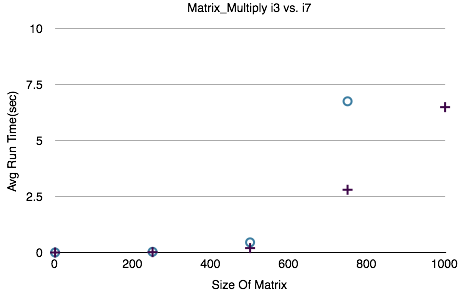 Matrix_Multiply i3 vs. i7
10
7.5
5
2.5
0
Avg Run Time(sec)
0 200 400 600 800 1000
Size Of Matrix